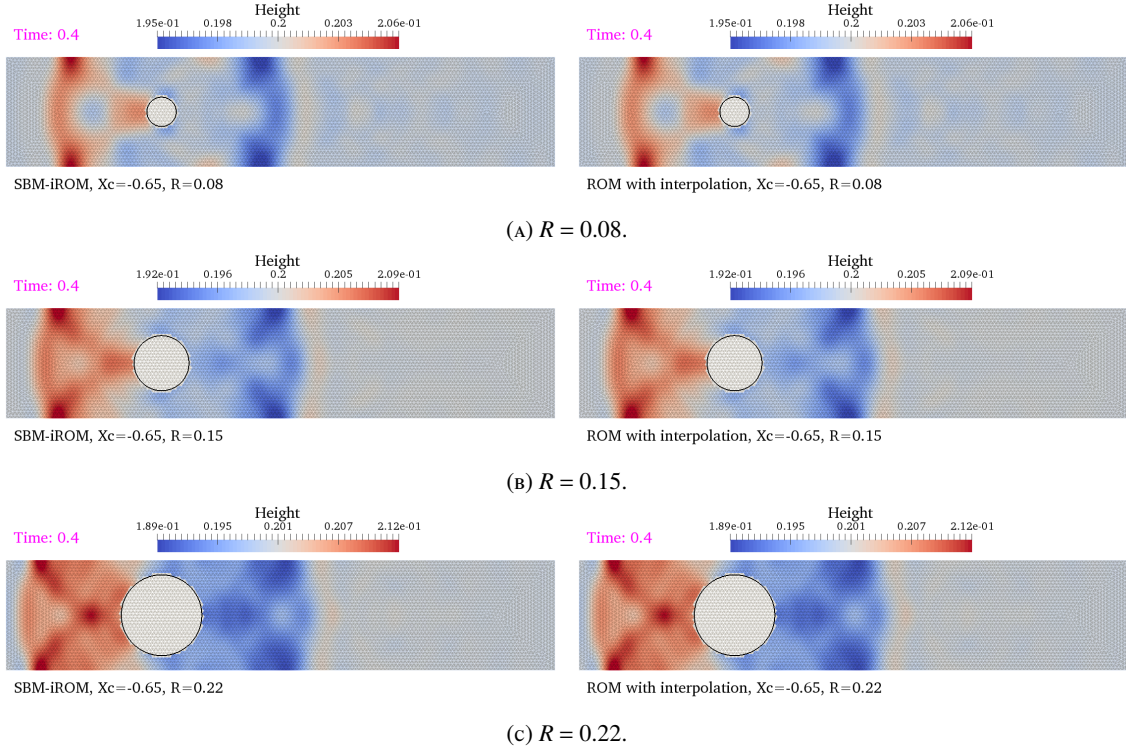 Height Height
1.95e-01 0.198 0.2 0.203 2.06e-01 1.95e-01 0.198 0.2 0.203 2.06e-01
Time: 0.4 Time: 0.4
SBM-iROM, Xc=-0.65, R=0.08 ROM with interpolation, Xc=-0.65, R=0.08
(A) R = 0.08.
Height Height
1.92e-01 0.196 0.2 0.205 2.09e-01 1.92e-01 0.196 0.2 0.205 2.09e-01
Time: 0.4 Time: 0.4
SBM-iROM, Xc=-0.65, R=0.15 ROM with interpolation, Xc=-0.65, R=0.15
(B) R = 0.15.
Height Height
1.89e-01 0.195 0.201 0.207 2.12e-01 1.89e-01 0.195 0.201 0.207 2.12e-01
Time: 0.4 Time: 0.4
SBM-iROM, Xc=-0.65, R=0.22 ROM with interpolation, Xc=-0.65, R=0.22
(C) R = 0.22.